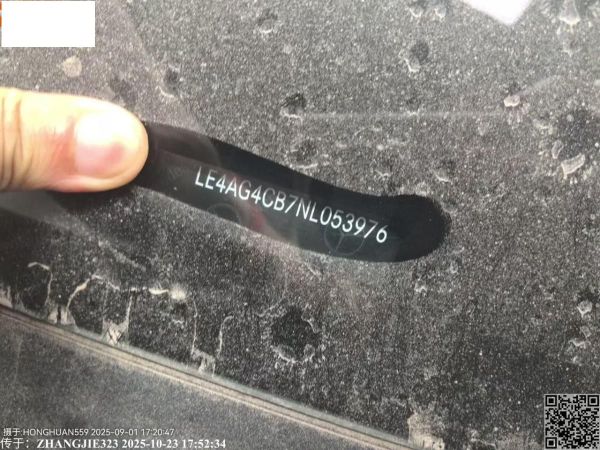 LE4AG4CB7NL053976
摄于:HONGHUAN559 2025-09-01 17:20:47
传于：ZHANGJIE323 2025-10-23 17:52:34